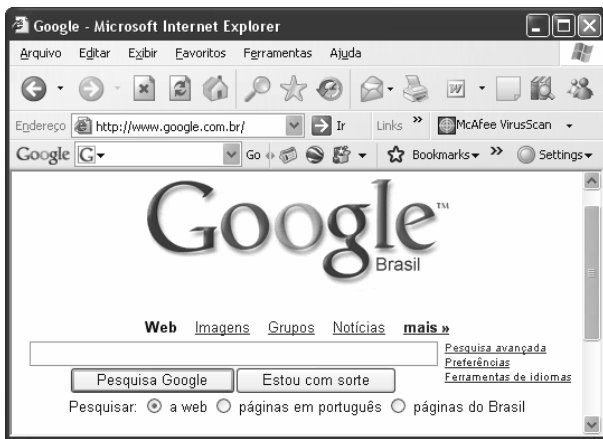 Google - Microsoft Internet Explorer
Arquivo Editar Exibir Favoritos Ferramentas Ajuda
Endereço http://www.google.com.br/ Ir Links » McAfee VirusScan
Google G Go Bookmarks » Settings
Google™
Brasil
Web Imagens Grupos Notícias mais »
Pesquisa avançada
Preferências
Ferramentas de idiomas
Pesquisa Google Estou com sorte
Pesquisar: a web páginas em português páginas do Brasil